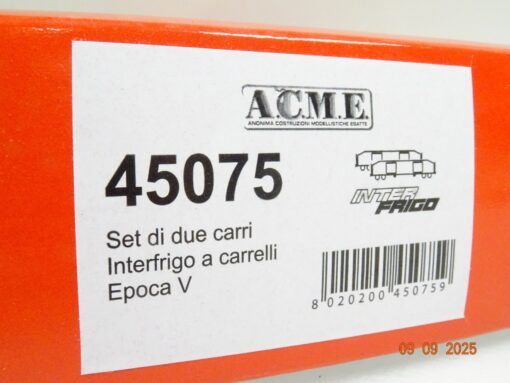 A.C.M.E.
ANONIMA COSTRUZIONI MODELLISTICHE ESATTE
45075
INTER
FRIGO
Set di due carri
Interfrigo a carrelli
Epoca V
8 020200 450759
09 09 2025